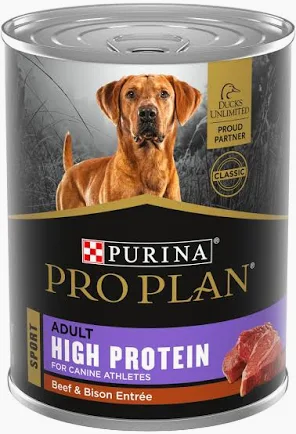 DUCKS
UNLIMITED
PROUD
PARTNER
CLASSIC
PURINA®
PRO PLAN®
SPORT
ADULT
HIGH PROTEIN
FOR CANINE ATHLETES
Beef & Bison Entrée